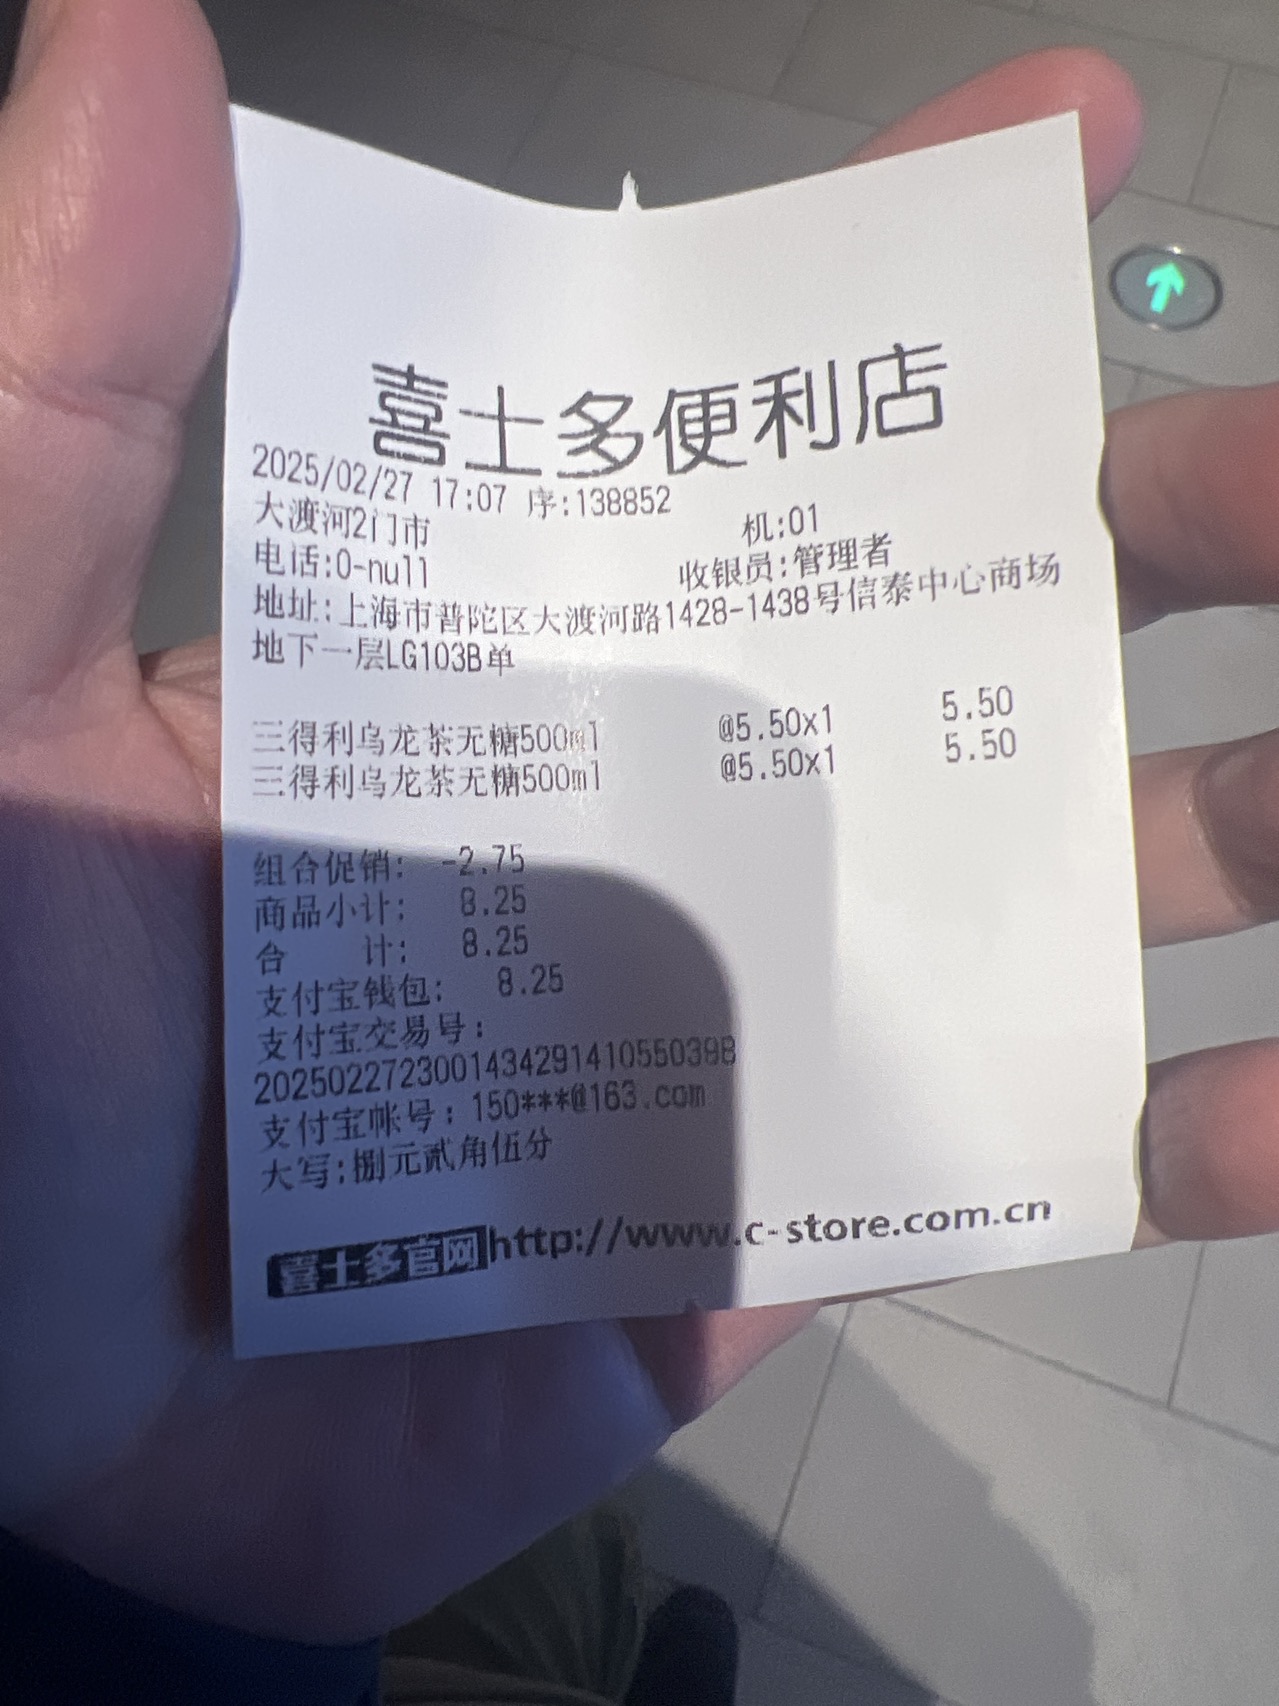 喜士多便利店
2025/02/27 17:07 序:138852
大渡河2门市 机:01
电话:0-null 收银员:管理者
地址:上海市普陀区大渡河路1428-1438号信泰中心商场
地下一层LG103B单
三得利乌龙茶无糖500ml @5.50x1 5.50
三得利乌龙茶无糖500ml @5.50x1 5.50
组合促销: -2.75
商品小计: 8.25
合 计: 8.25
支付宝钱包: 8.25
支付宝交易号:
2025022723001434291410550398
支付宝帐号: 150***@163.com
大写:捌元贰角伍分
喜士多官网http://www.c-store.com.cn